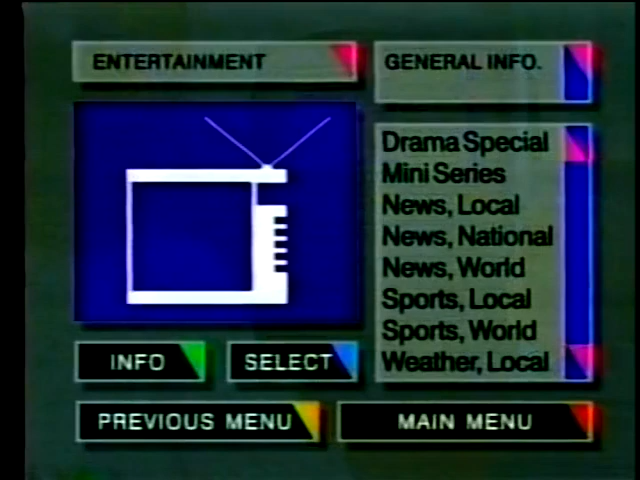 ENTERTAINMENT
GENERAL INFO.
Drama Special
Mini Series
News, Local
News, National
News, World
Sports, Local
Sports, World
Weather, Local
INFO
SELECT
PREVIOUS MENU
MAIN MENU